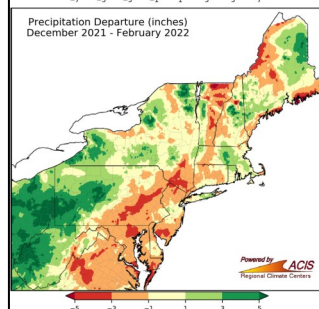 Precipitation Departure (inches)
December 2021 - February 2022
Powered by
ACIS
Regional Climate Centers
−5 −3 −1 1 3 5